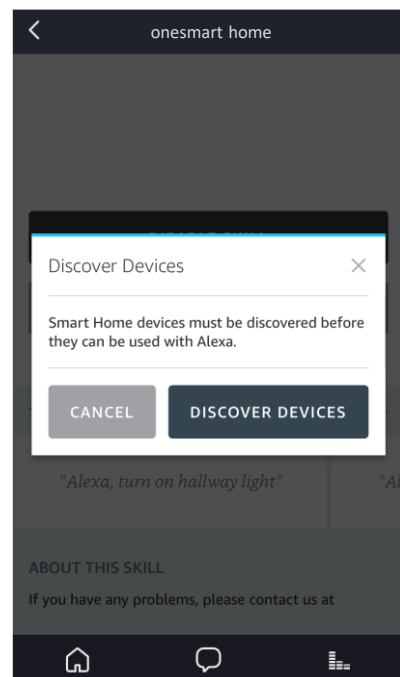 onesmart home
Discover Devices
Smart Home devices must be discovered before
they can be used with Alexa.
CANCEL
DISCOVER DEVICES
"Alexa, turn on hallway light"
"Al
ABOUT THIS SKILL
If you have any problems, please contact us at